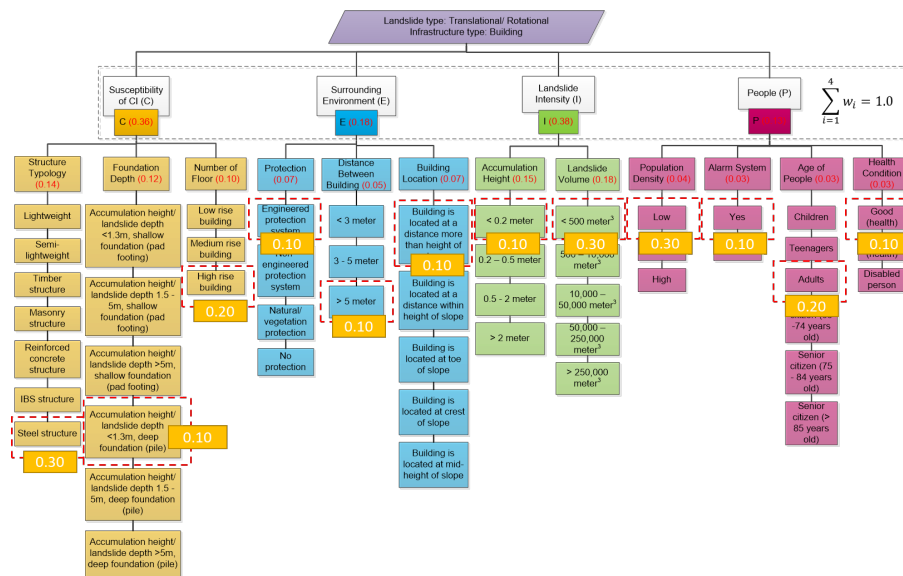 Landslide type: Translational/ Rotational
Infrastructure type: Building
Susceptibility
of CI (C)
C (0.36)
Surrounding
Environment (E)
E (0.18)
Landslide
Intensity (I)
I (0.38)
People (P)
P
∑ wᵢ = 1.0
4
i=1
Structure
Typology
(0.14)
Lightweight
Semi-
lightweight
Timber
structure
Masonry
structure
Reinforced
concrete
structure
IBS structure
Steel structure
0.30
Foundation
Depth (0.12)
Accumulation height/
landslide depth
<1.3m, shallow
foundation (pad
footing)
Accumulation height/
landslide depth 1.5 -
5m, shallow
foundation (pad
footing)
Accumulation height/
landslide depth >5m,
shallow foundation
(pad footing)
Accumulation height/
landslide depth
<1.3m, deep
foundation (pile)
0.10
Accumulation height/
landslide depth 1.5 -
5m, deep foundation
(pile)
Accumulation height/
landslide depth >5m,
deep foundation (pile)
Number of
Floor (0.10)
Low rise
building
Medium rise
building
High rise
building
0.20
Protection
(0.07)
Engineered
protection
system
0.10
engineered
protection
system
Natural/
vegetation
protection
No
protection
Distance Between
Building (0.05)
< 3 meter
3 - 5 meter
> 5 meter
0.10
Building
Location (0.07)
Building is
located at a
distance more
than height of
0.10
Building is
located at a
distance within
height of slope
Building is
located at toe
of slope
Building is
located at crest
of slope
Building is
located at mid-
height of slope
Accumulation
Height (0.15)
< 0.2 meter
0.10
0.2 – 0.5 meter
0.5 - 2 meter
> 2 meter
Landslide
Volume (0.18)
<500 meter³
0.30
10,000 –
50,000 meter³
50,000 –
250,000
meter³
> 250,000
meter³
Population
Density (0.04)
Low
0.30
High
Alarm System
(0.03)
Yes
0.10
Age of
People (0.03)
Children
Teenagers
Adults
0.20
-74 years
old)
Senior
citizen (75
- 84 years
old)
Senior
citizen (>
85 years
old)
Health
Condition
(0.03)
Good
(health)
0.10
(health)
Disabled
person